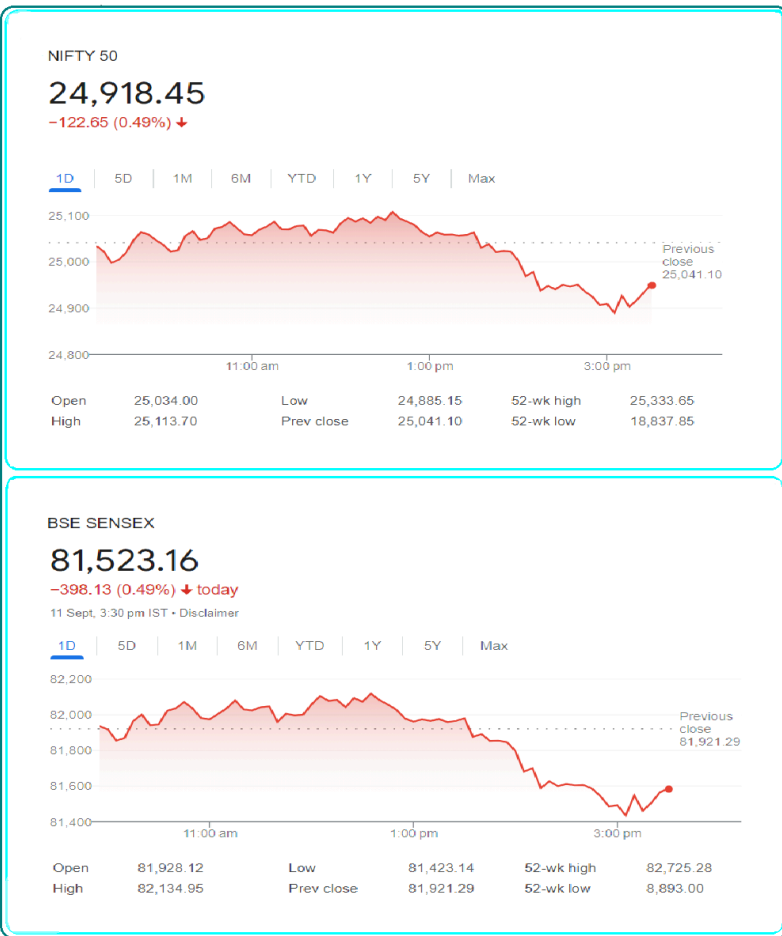 NIFTY 50
24,918.45
−122.65 (0.49%) ↓
1D 5D 1M 6M YTD 1Y 5Y Max
25,100
25,000
24,900
24,800
Previous
close
25,041.10
11:00 am 1:00 pm 3:00 pm
Open 25,034.00 Low 24,885.15 52-wk high 25,333.65
High 25,113.70 Prev close 25,041.10 52-wk low 18,837.85
BSE SENSEX
81,523.16
−398.13 (0.49%) ↓ today
11 Sept, 3:30 pm IST • Disclaimer
1D 5D 1M 6M YTD 1Y 5Y Max
82,200
82,000
81,800
81,600
81,400
Previous
close
81,921.29
11:00 am 1:00 pm 3:00 pm
Open 81,928.12 Low 81,423.14 52-wk high 82,725.28
High 82,134.95 Prev close 81,921.29 52-wk low 8,893.00